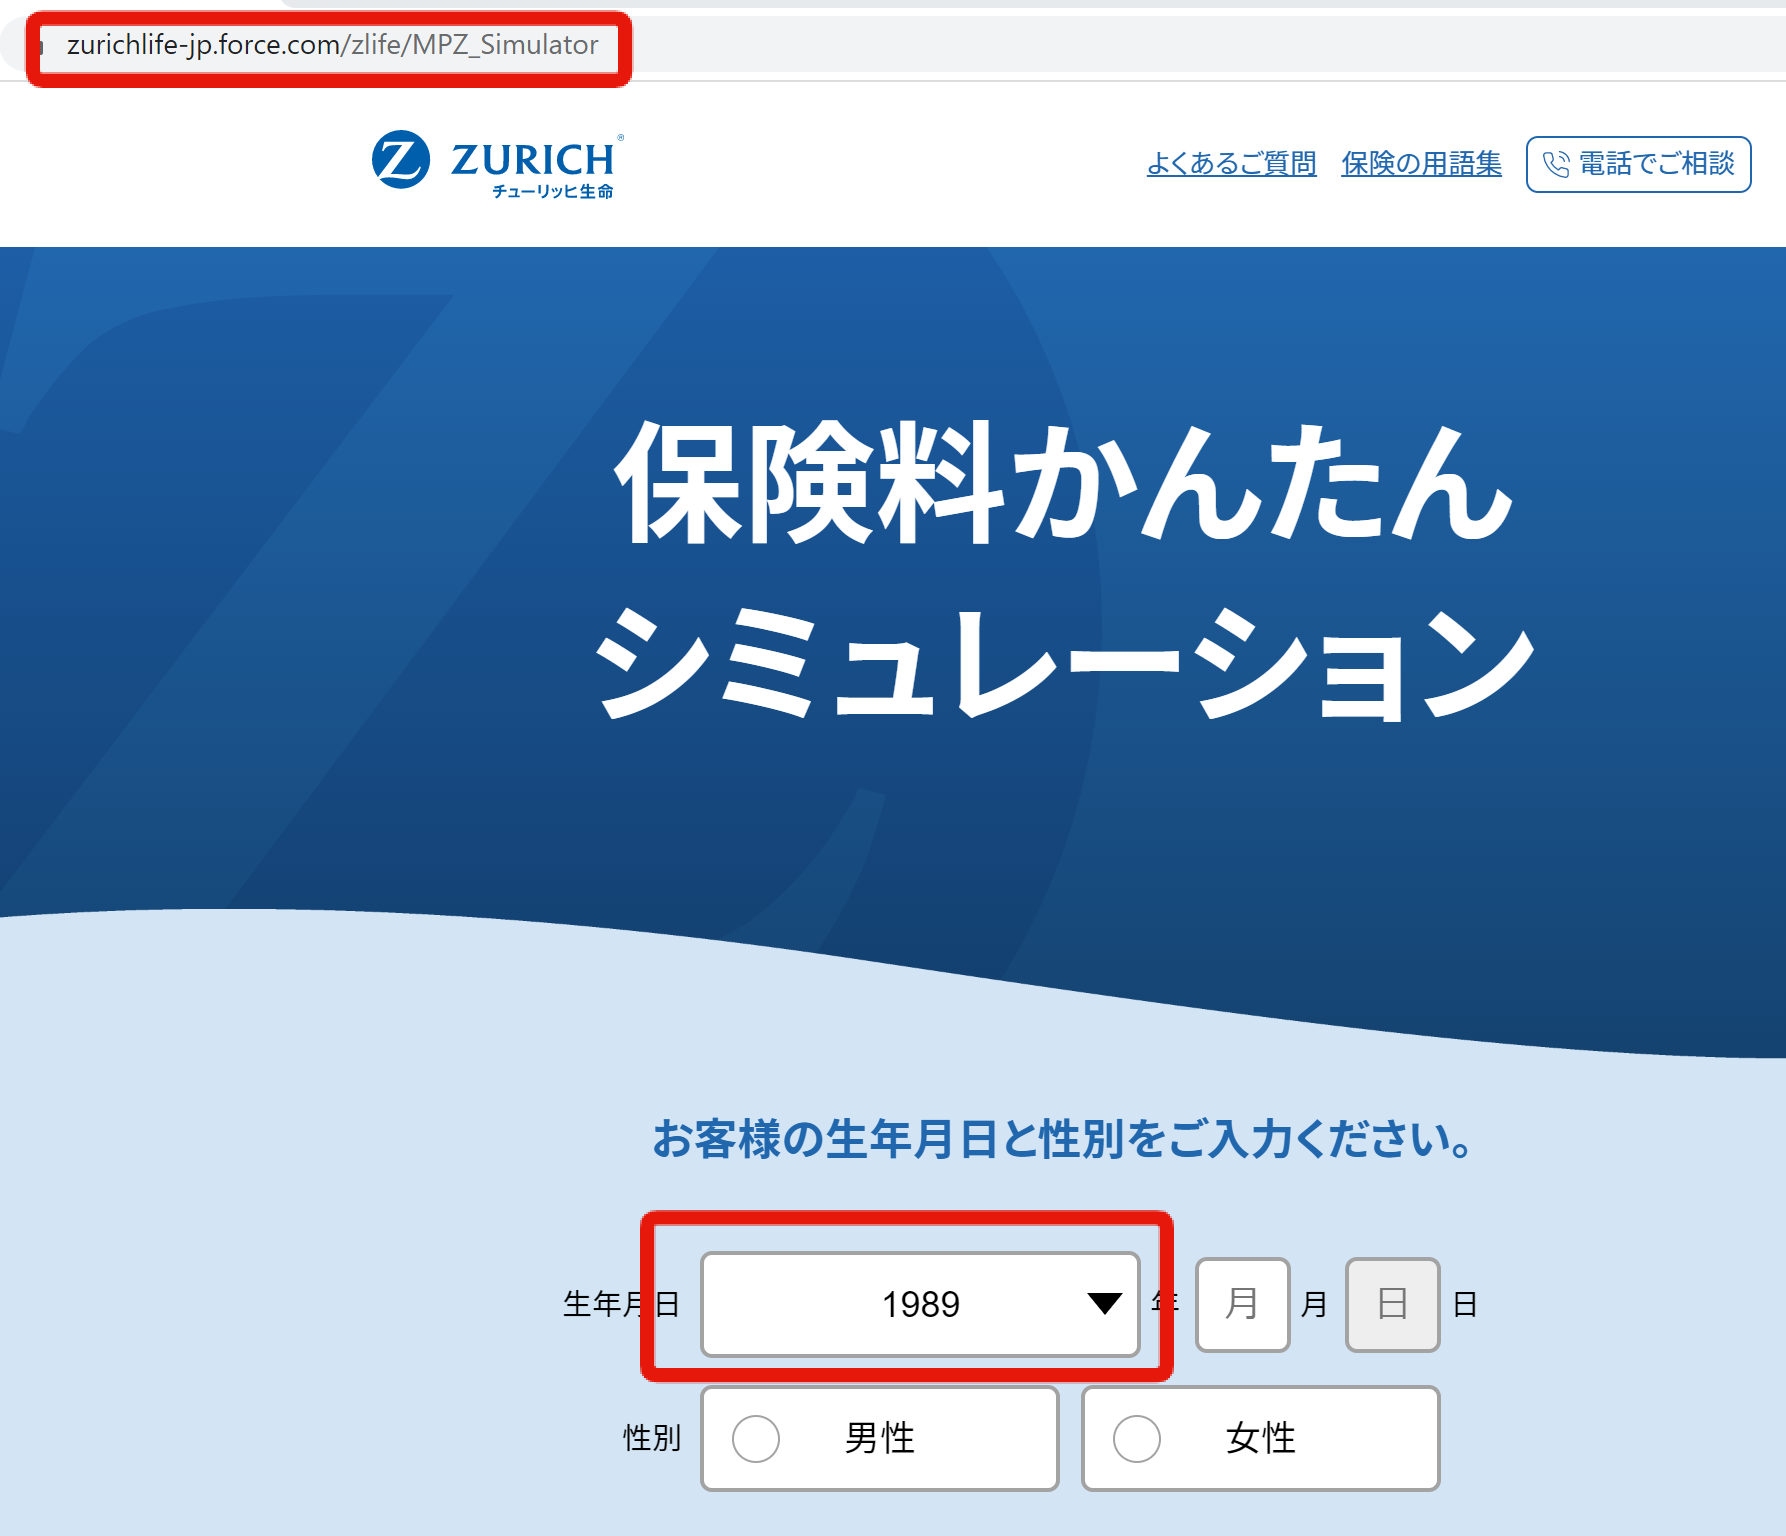 zurichlife-jp.force.com/zlife/MPZ_Simulator
ZURICH®
チューリッヒ生命
よくあるご質問 保険の用語集 電話でご相談
保険料かんたん
シミュレーション
お客様の生年月日と性別をご入力ください。
生年月日 1989 年 月 月 日 日
性別 男性 女性